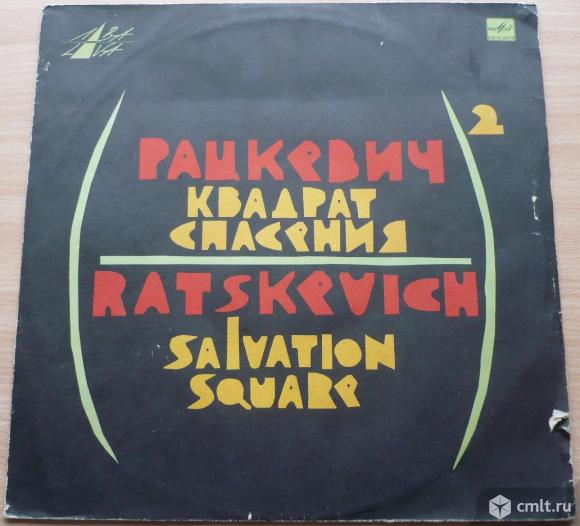 2
РАЦКЕВИЧ
КВАДРАТ
СПАСЕНИЯ
RATSKEVICH
SALVATION
SQUARE
cmlt.ru